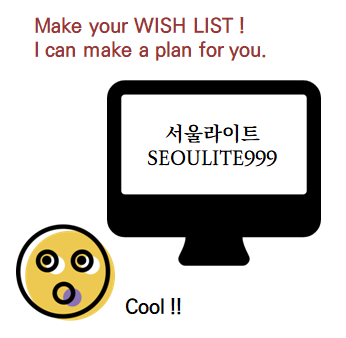 Make your WISH LIST !
I can make a plan for you.
서울라이트
SEOULITE999
Cool !!